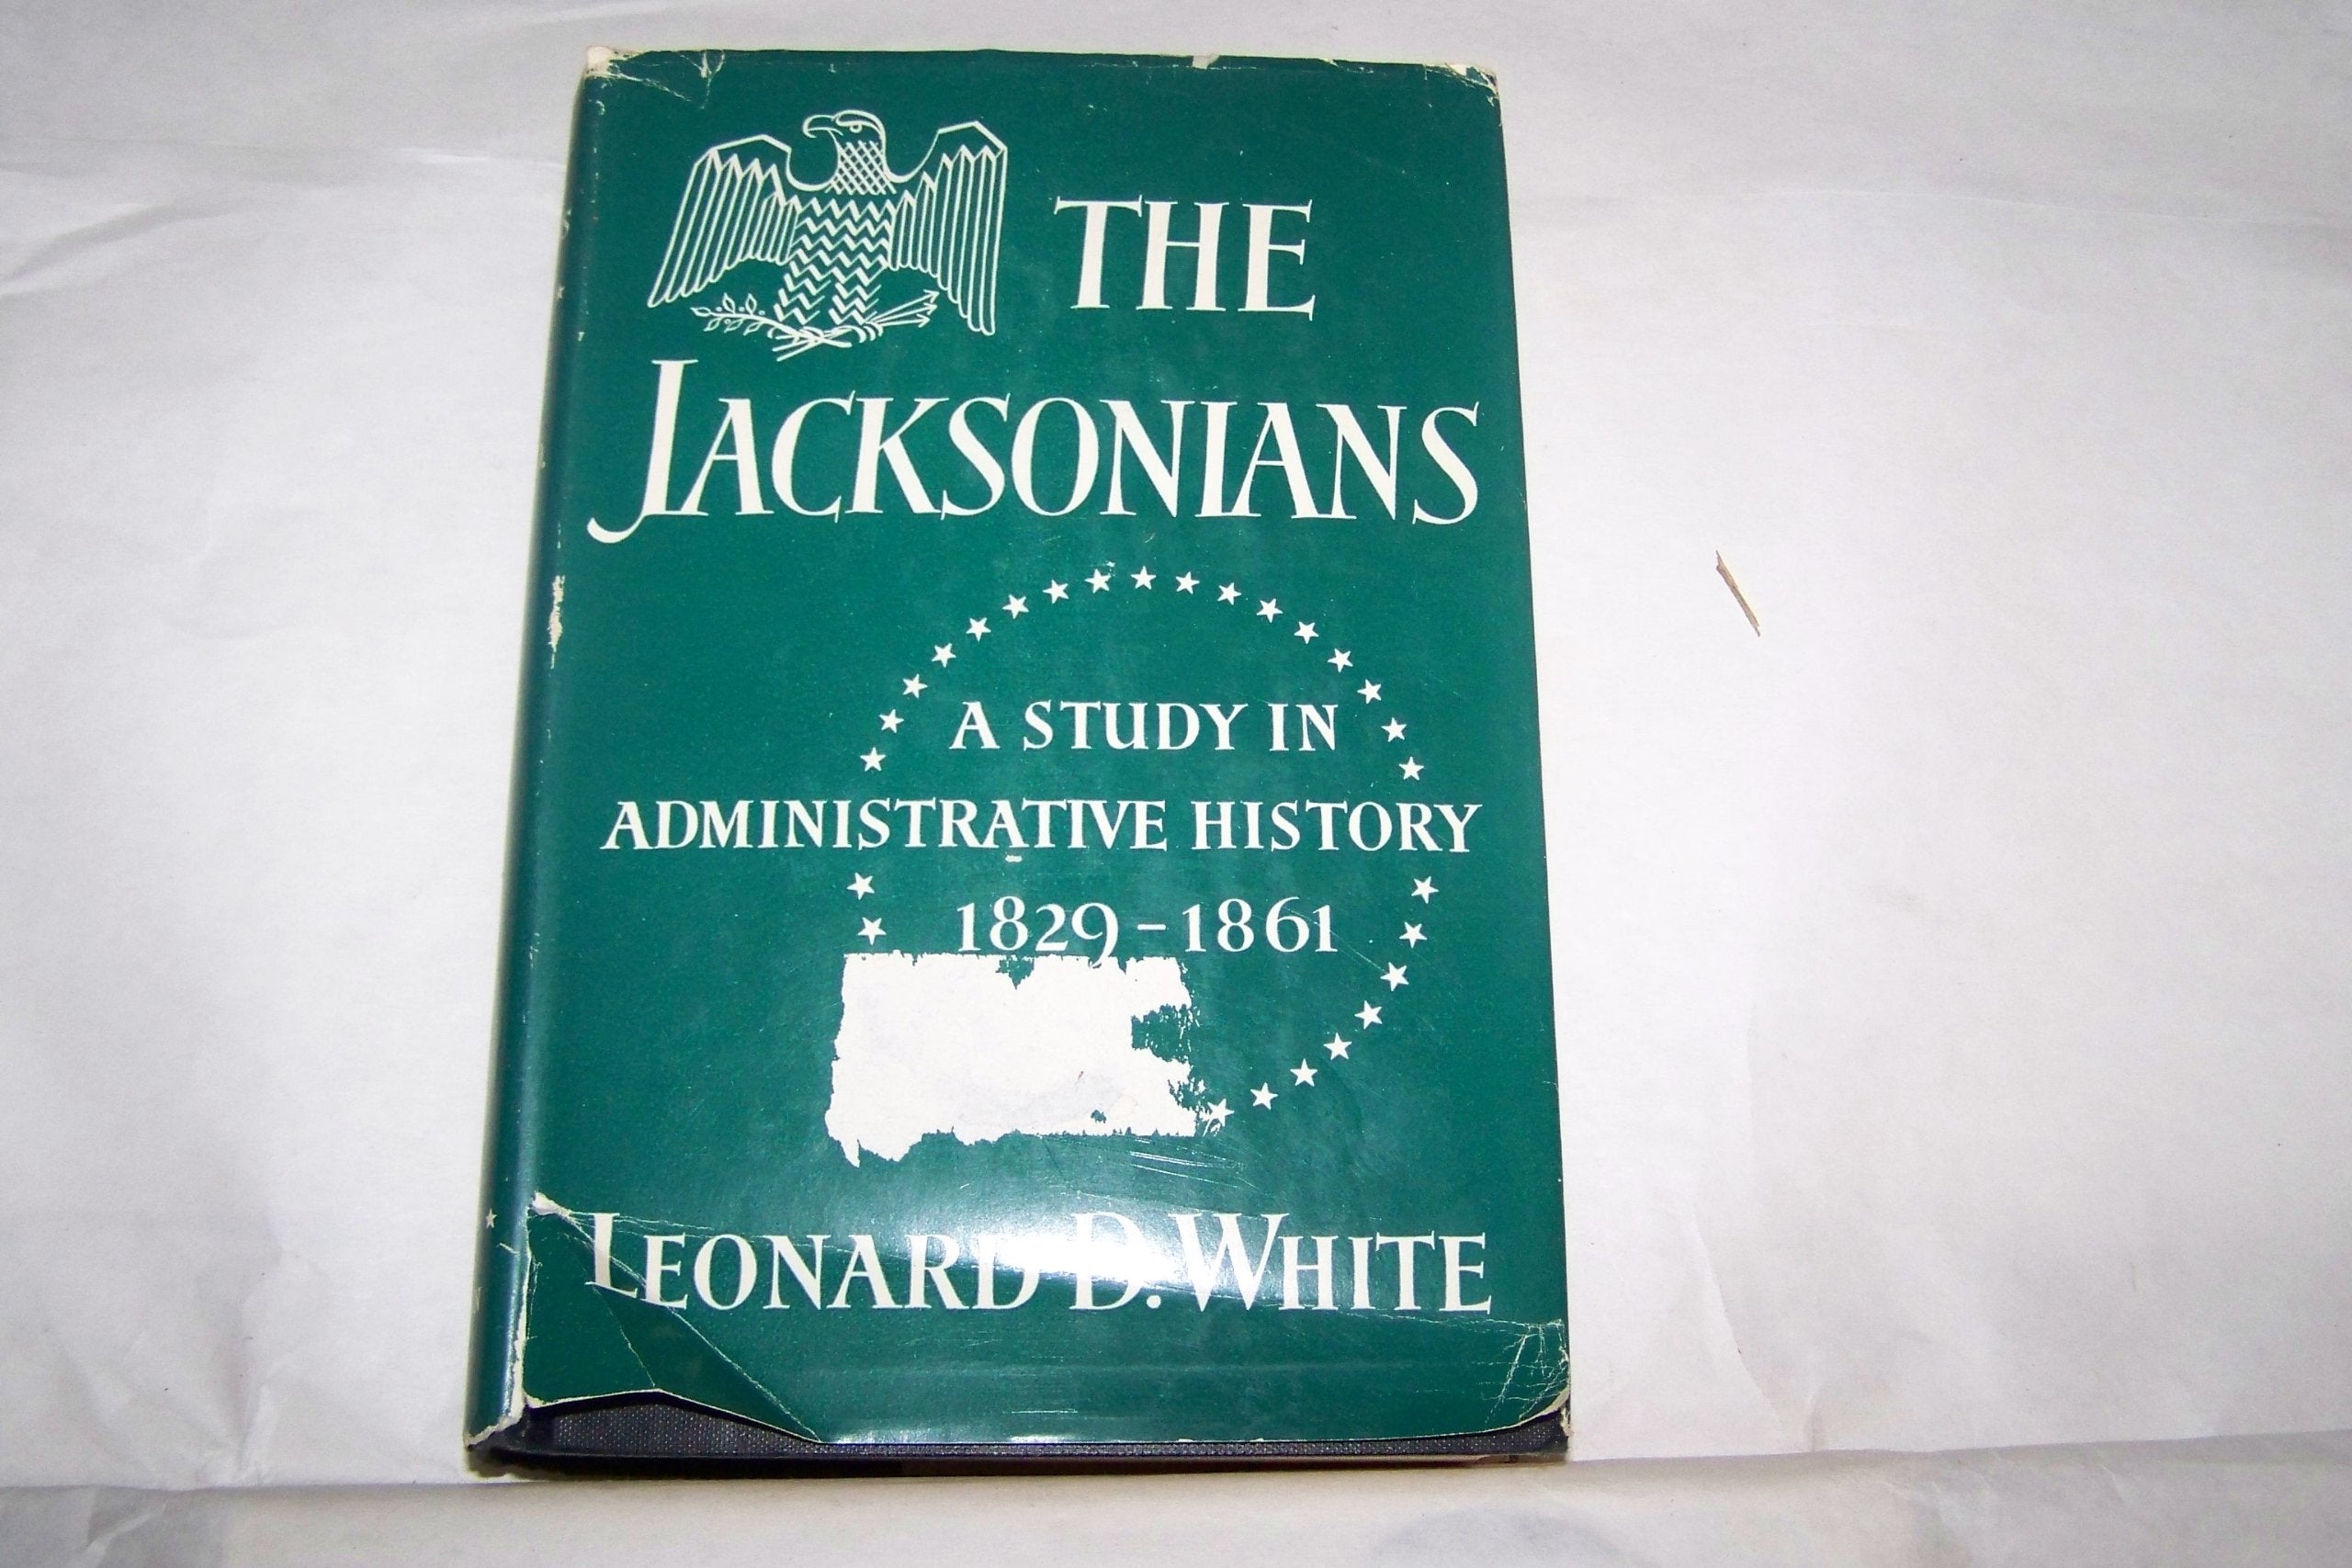 THE
JACKSONIANS
A STUDY IN
ADMINISTRATIVE HISTORY
1829-1861
LEONARD D. WHITE